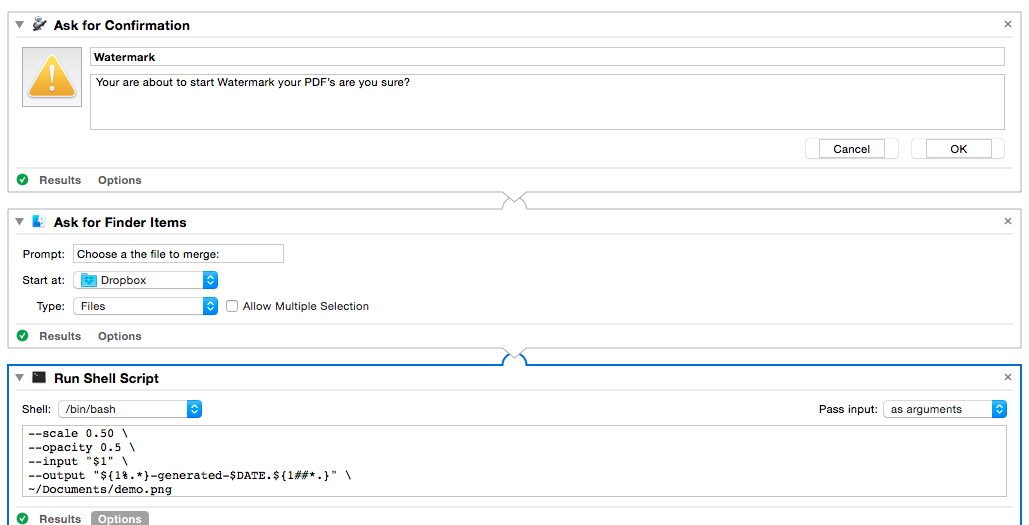 Ask for Confirmation
Watermark
Your are about to start Watermark your PDF's are you sure?
Cancel OK
Results Options
Ask for Finder Items
Prompt: Choose a the file to merge:
Start at: Dropbox
Type: Files Allow Multiple Selection
Results Options
Run Shell Script
Shell: /bin/bash Pass input: as arguments
--scale 0.50 \
--opacity 0.5 \
--input "$1" \
--output "${1%.*}-generated-$DATE.${1##*.}" \
~/Documents/demo.png
Results Options